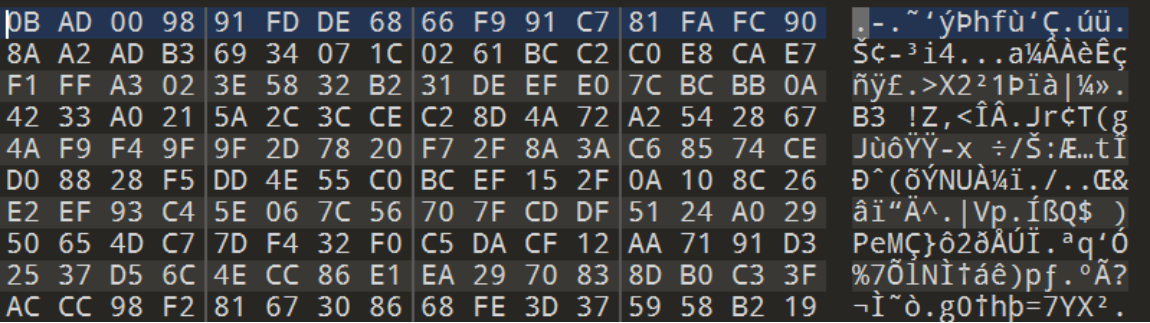 0B AD 00 98 91 FD DE 68 66 F9 91 C7 81 FA FC 90 .-.˜‘ýÞhfù‘Ç.úü.
8A A2 AD B3 69 34 07 1C 02 61 BC C2 C0 E8 CA E7 Š¢-³i4...a¼ÂÀèÊç
F1 FF A3 02 3E 58 32 B2 31 DE EF E0 7C BC BB 0A ñÿ£.>X2²1Þïà|¼».
42 33 A0 21 5A 2C 3C CE C2 8D 4A 72 A2 54 28 67 B3 !Z,<ÎÂ.Jr¢T(g
4A F9 F4 9F 9F 2D 78 20 F7 2F 8A 3A C6 85 74 CE JùôŸŸ-x ÷/Š:Æ…tÎ
D0 88 28 F5 DD 4E 55 C0 BC EF 15 2F 0A 10 8C 26 Ðˆ(õÝNUÀ¼ï./..Œ&
E2 EF 93 C4 5E 06 7C 56 70 7F CD DF 51 24 A0 29 âï“Ä^.|Vp.ÍßQ$ )
50 65 4D C7 7D F4 32 F0 C5 DA CF 12 AA 71 91 D3 PeMÇ}ô2ðÅÚÏ.ªq‘Ó
25 37 D5 6C 4E CC 86 E1 EA 29 70 83 8D B0 C3 3F %7ÕlNÌ†áê)pƒ.°Ã?
AC CC 98 F2 81 67 30 86 68 FE 3D 37 59 58 B2 19 ¬Ì˜ò.g0†hþ=7YX².